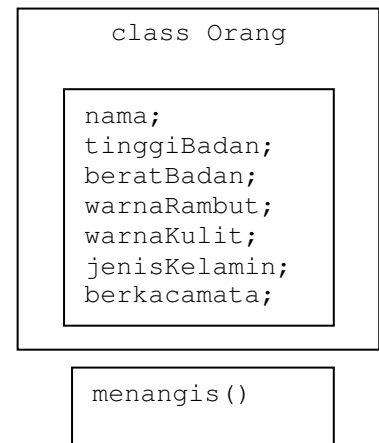 class Orang
nama;
tinggiBadan;
beratBadan;
warnaRambut;
warnaKulit;
jenisKelamin;
berkacamata;
menangis()